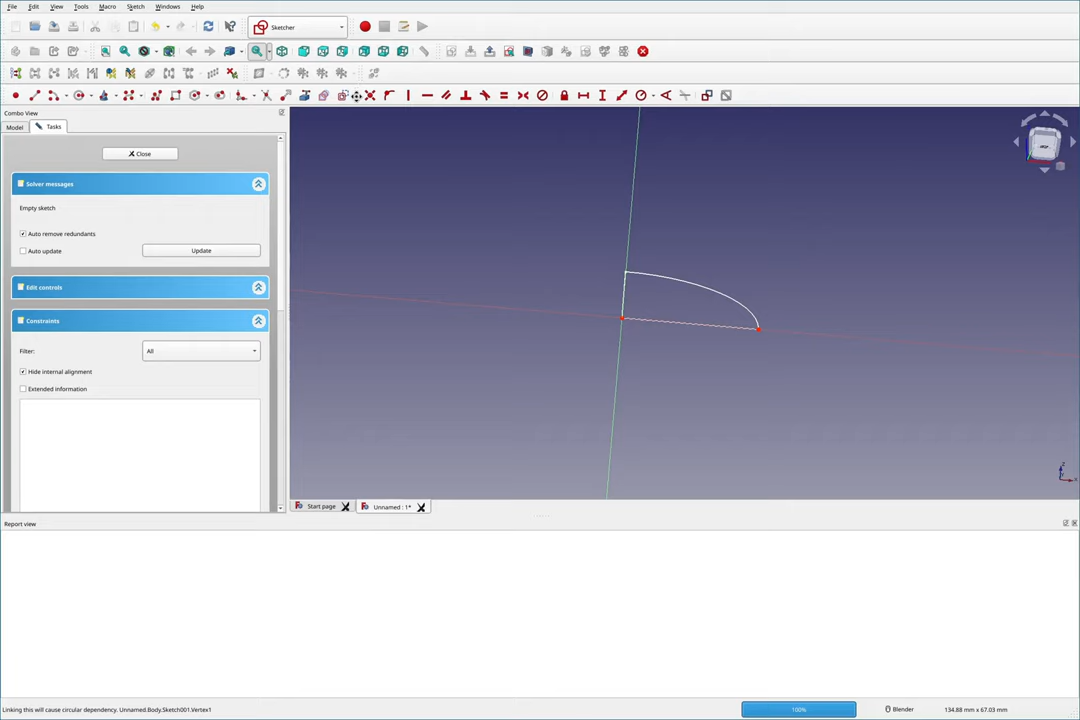 File Edit View Tools Macro Sketch Windows Help
Sketcher
Combo View
Model Tasks
Close
Solver messages
Empty sketch
Auto remove redundants
Auto update Update
Edit controls
Constraints
Filter: All
Hide internal alignment
Extended information
Start page Unnamed : 1*
Report view
Linking this will cause circular dependency. Unnamed.Body.Sketch001.Vertex1 100% Blender 134.88 mm x 67.03 mm